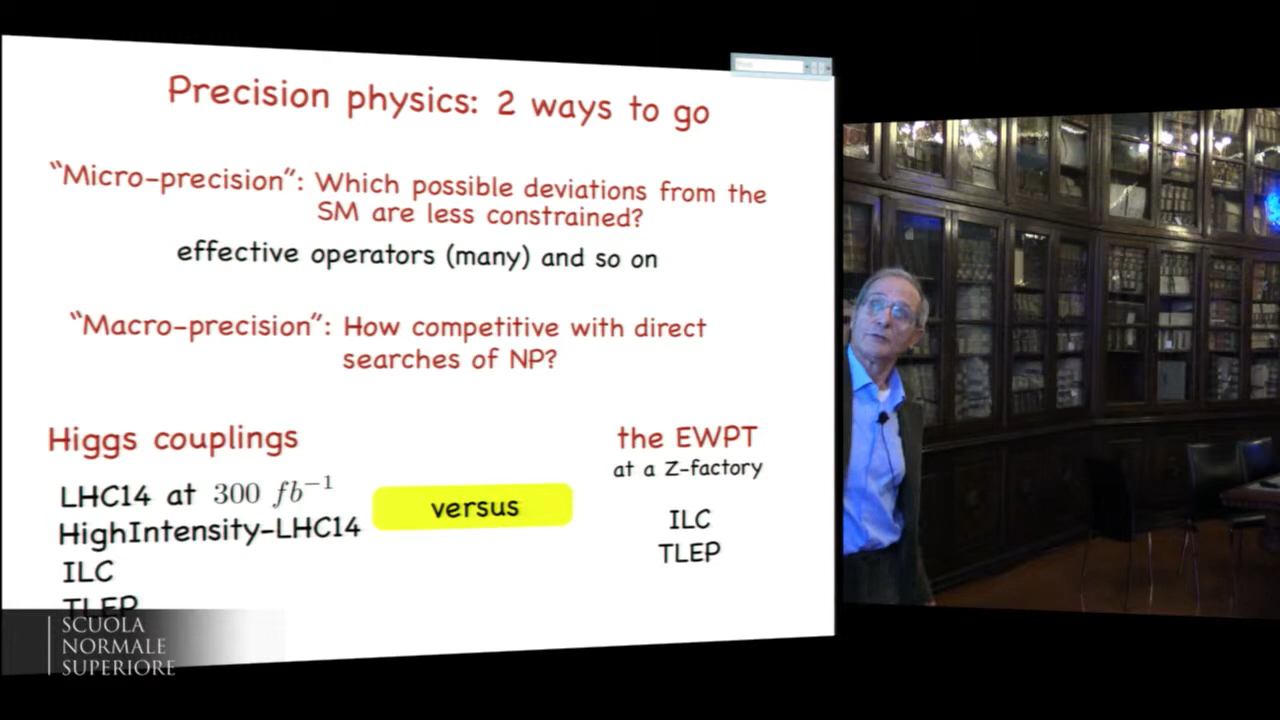 Precision physics: 2 ways to go
“Micro-precision”: Which possible deviations from the
SM are less constrained?
effective operators (many) and so on
“Macro-precision”: How competitive with direct
searches of NP?
Higgs couplings
LHC14 at 300 fb⁻¹
HighIntensity-LHC14
ILC
TLEP
versus
the EWPT
at a Z-factory
ILC
TLEP
SCUOLA
NORMALE
SUPERIORE